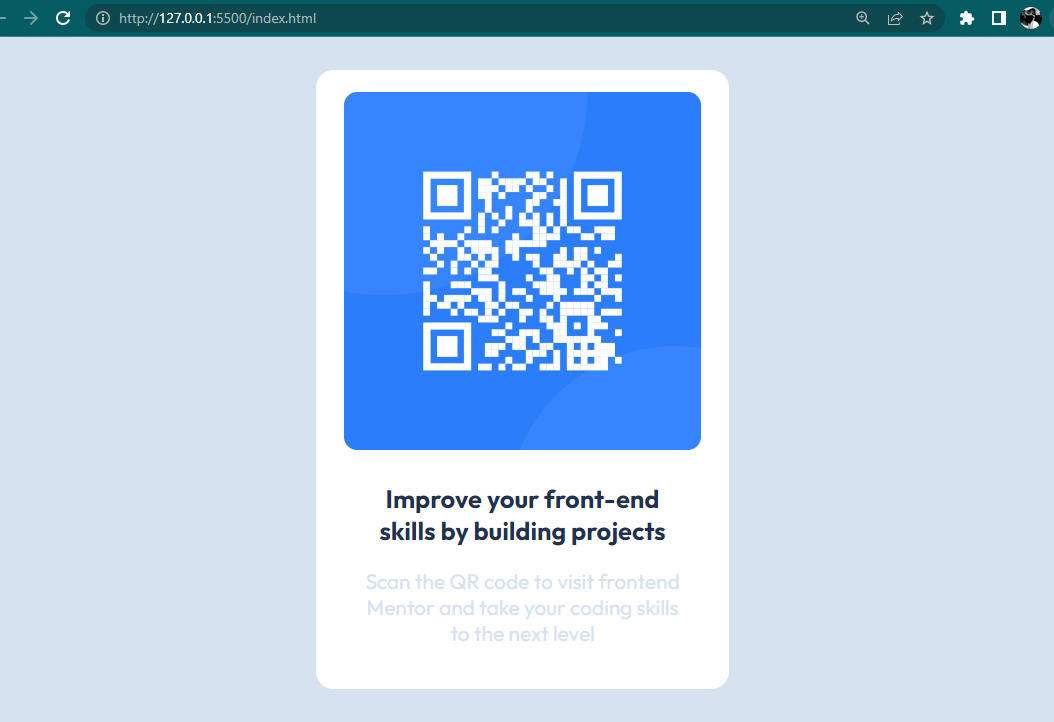 http://127.0.0.1:5500/index.html
Improve your front-end
skills by building projects
Scan the QR code to visit frontend
Mentor and take your coding skills
to the next level